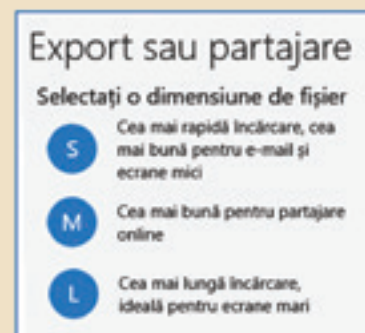 Export sau partajare
Selectați o dimensiune de fișier
S
Cea mai rapidă încărcare, cea
mai bună pentru e-mail și
ecrane mici
M
Cea mai bună pentru partajare
online
L
Cea mai lungă încărcare,
ideală pentru ecrane mari